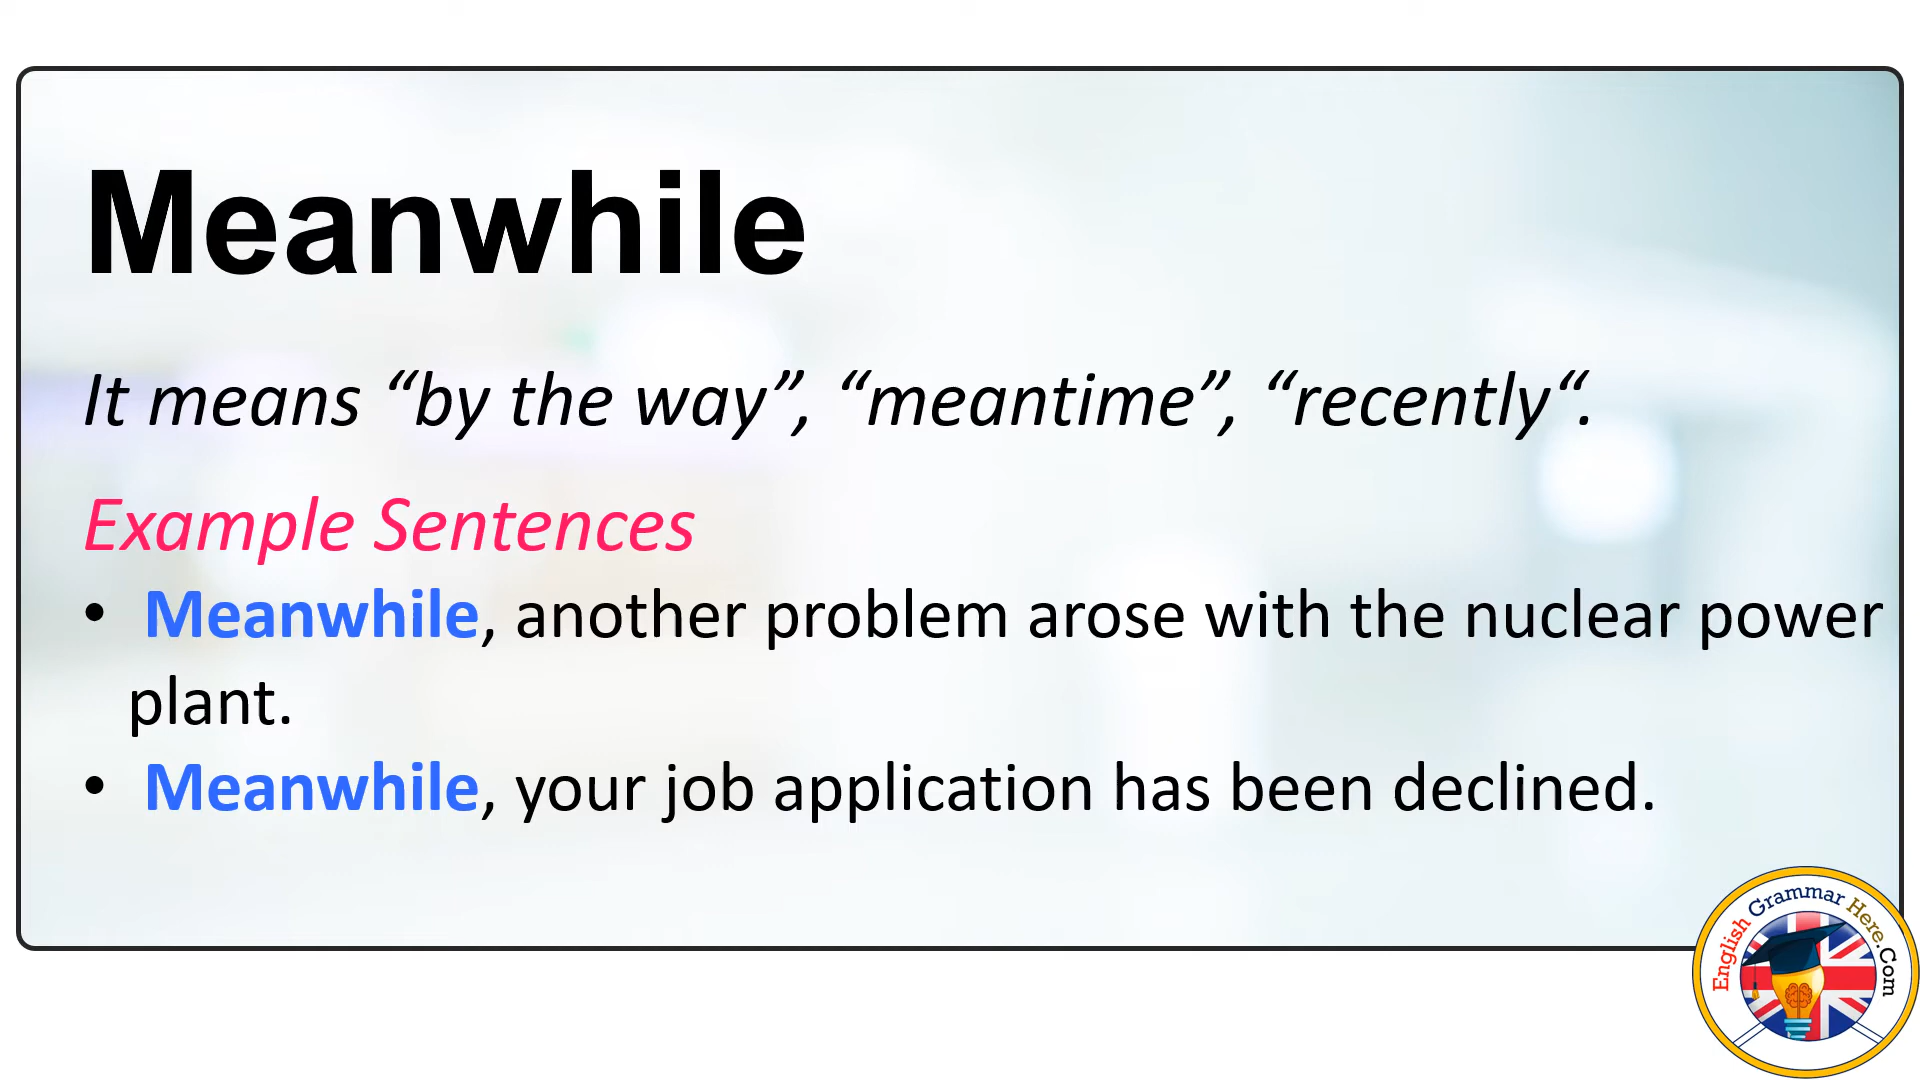 Meanwhile
It means “by the way”, “meantime”, “recently“.
Example Sentences
• Meanwhile, another problem arose with the nuclear power
plant.
• Meanwhile, your job application has been declined.
English Grammar Here.Com